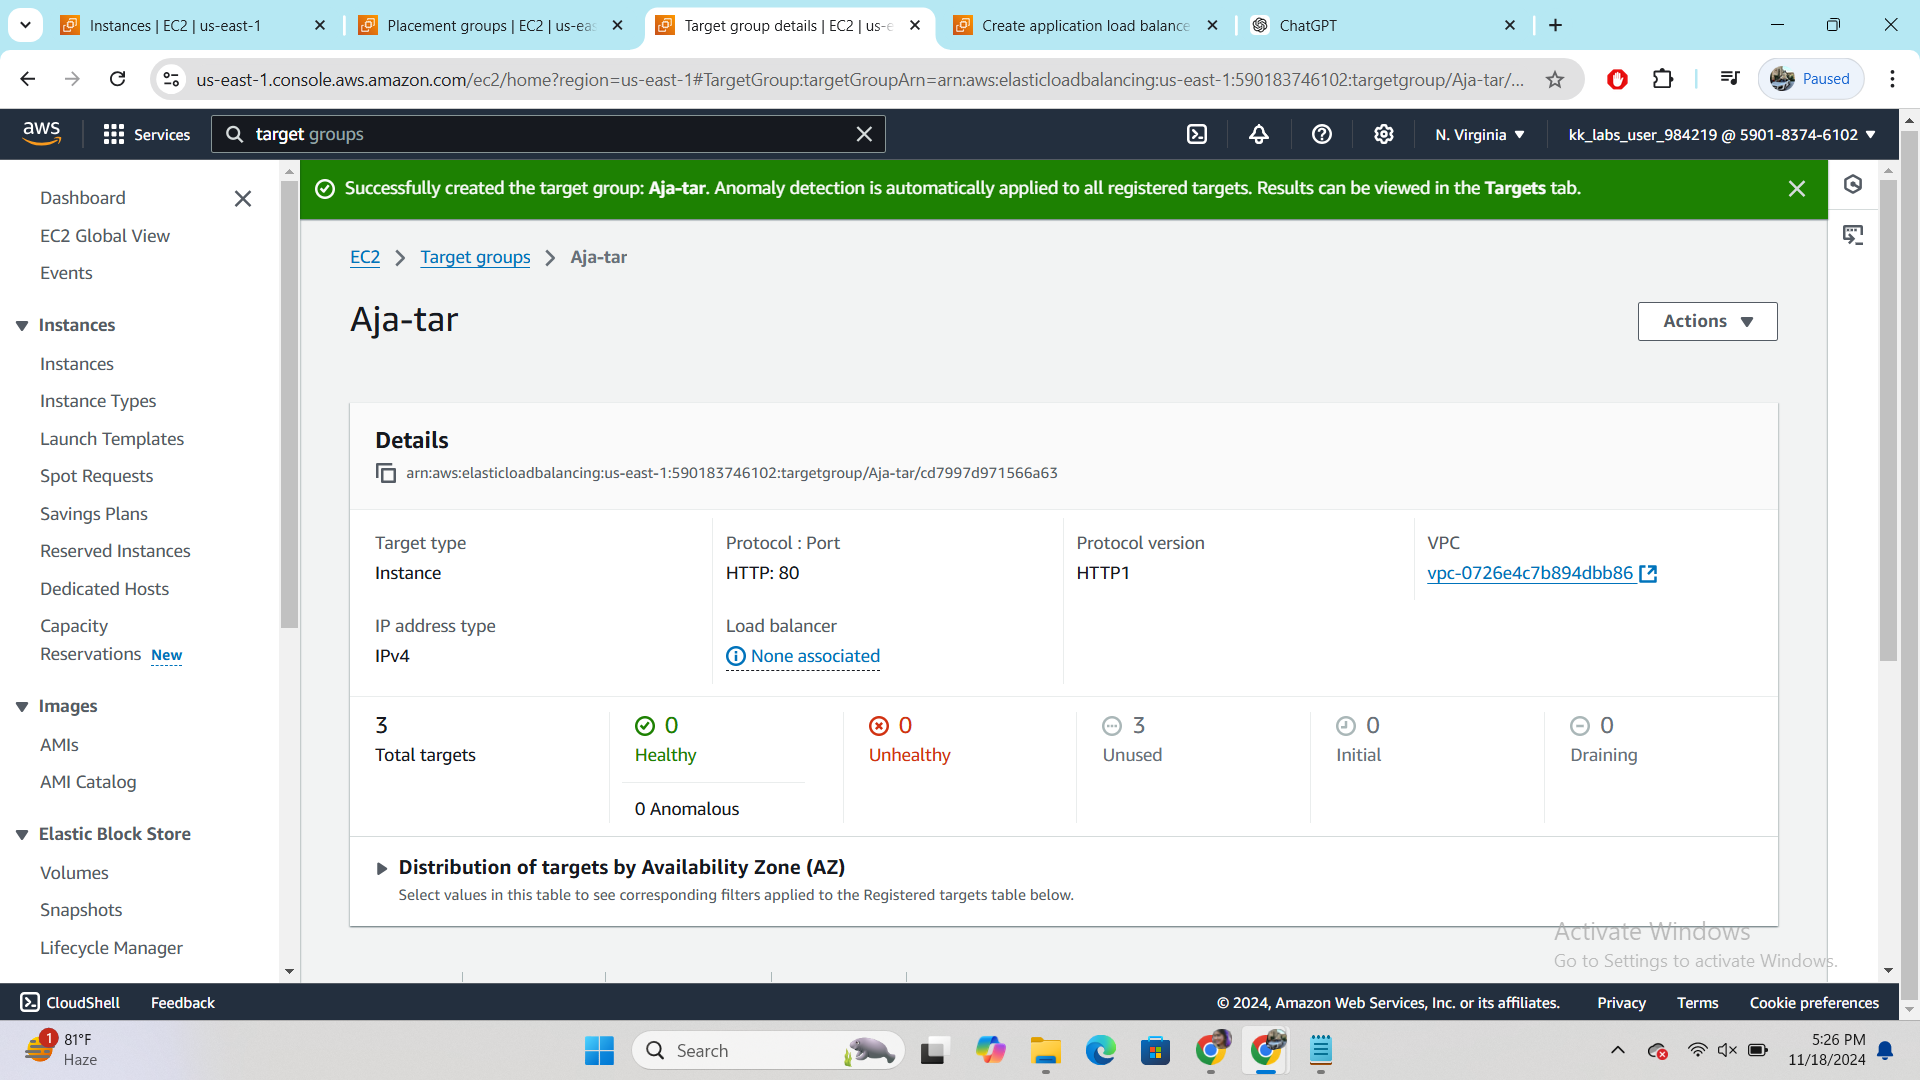 Instances | EC2 | us-east-1
Placement groups | EC2 | us-eas
Target group details | EC2 | us-e
Create application load balance
ChatGPT
us-east-1.console.aws.amazon.com/ec2/home?region=us-east-1#TargetGroup:targetGroupArn=arn:aws:elasticloadbalancing:us-east-1:590183746102:targetgroup/Aja-tar/...
Paused
aws
Services
target groups
N. Virginia
kk_labs_user_984219 @ 5901-8374-6102
Successfully created the target group: Aja-tar. Anomaly detection is automatically applied to all registered targets. Results can be viewed in the Targets tab.
Dashboard
EC2 Global View
Events
Instances
Instances
Instance Types
Launch Templates
Spot Requests
Savings Plans
Reserved Instances
Dedicated Hosts
Capacity
Reservations New
Images
AMIs
AMI Catalog
Elastic Block Store
Volumes
Snapshots
Lifecycle Manager
EC2
Target groups
Aja-tar
Aja-tar
Actions
Details
arn:aws:elasticloadbalancing:us-east-1:590183746102:targetgroup/Aja-tar/cd7997d971566a63
Target type
Instance
Protocol : Port
HTTP: 80
Protocol version
HTTP1
VPC
vpc-0726e4c7b894dbb86
IP address type
IPv4
Load balancer
None associated
3
Total targets
0
Healthy
0 Anomalous
0
Unhealthy
3
Unused
0
Initial
0
Draining
Distribution of targets by Availability Zone (AZ)
Select values in this table to see corresponding filters applied to the Registered targets table below.
Activate Windows
Go to Settings to activate Windows.
CloudShell
Feedback
© 2024, Amazon Web Services, Inc. or its affiliates.
Privacy
Terms
Cookie preferences
1
81°F
Haze
Search
5:26 PM
11/18/2024